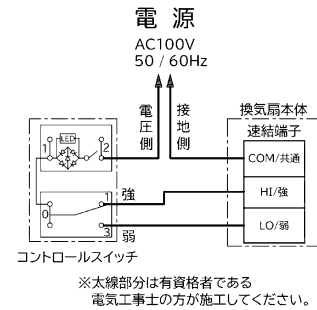 電源
AC100V
50 / 60Hz
電圧側
接地側
換気扇本体
速結端子
COM/共通
HI/強
LO/弱
LED
1
2
強
1
0
3
弱
コントロールスイッチ
※太線部分は有資格者である
電気工事士の方が施工してください。